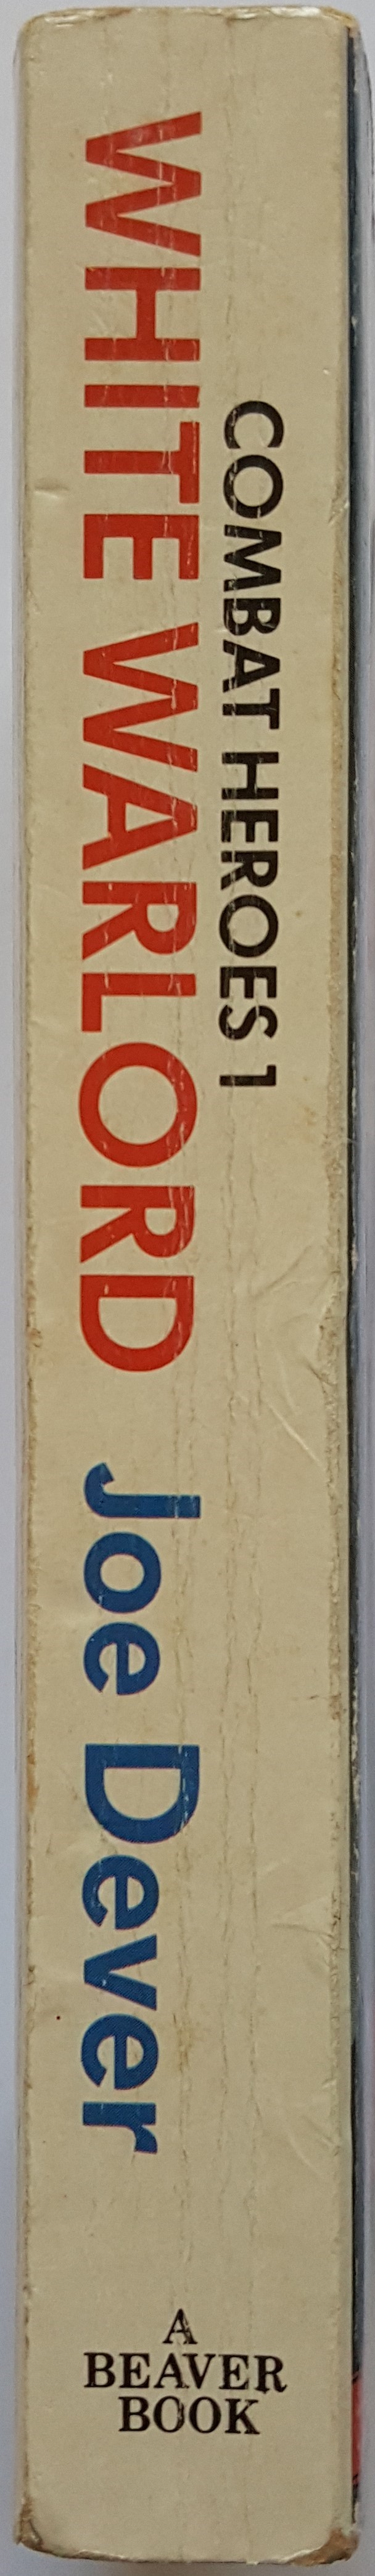 COMBAT HEROES 1
WHITE WARLORD Joe Dever
A
BEAVER
BOOK